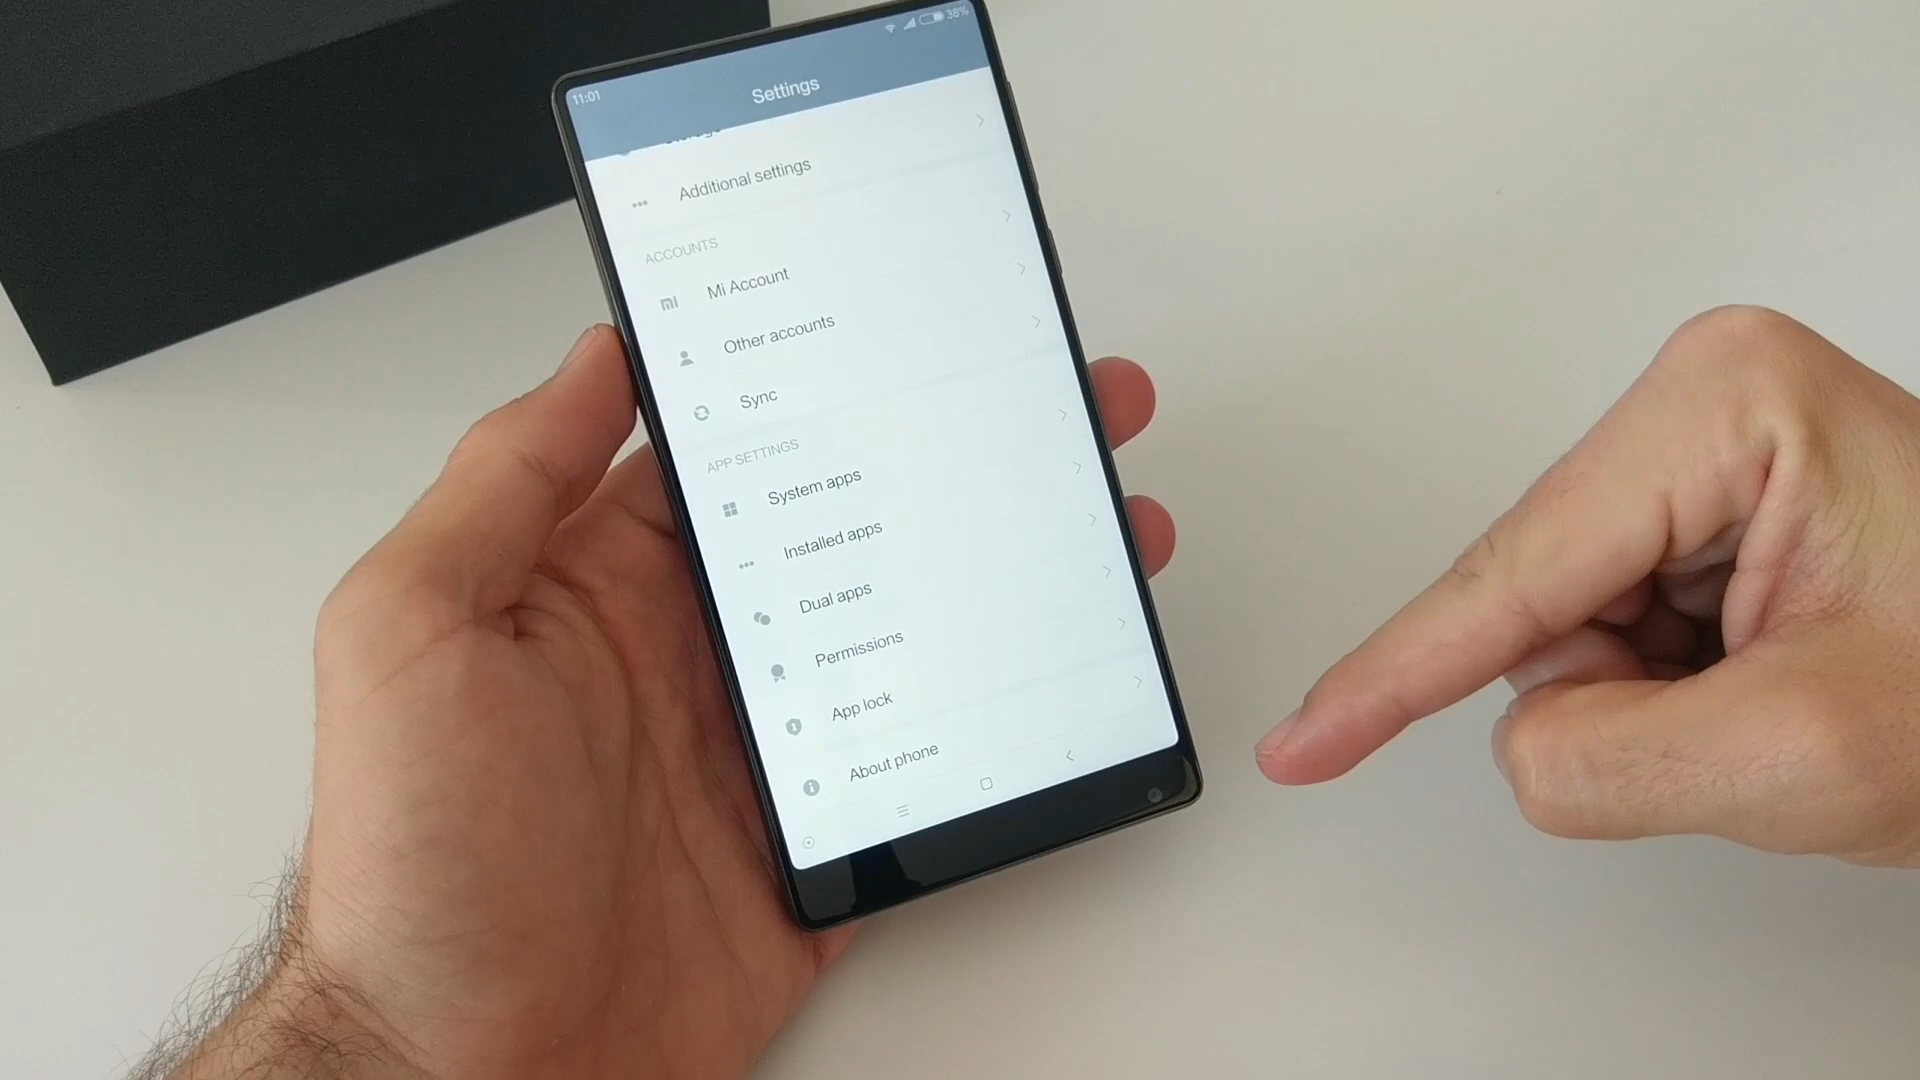 11:01
38%
Settings
Storage
Additional settings
ACCOUNTS
Mi Account
Other accounts
Sync
APP SETTINGS
System apps
Installed apps
Dual apps
Permissions
App lock
About phone